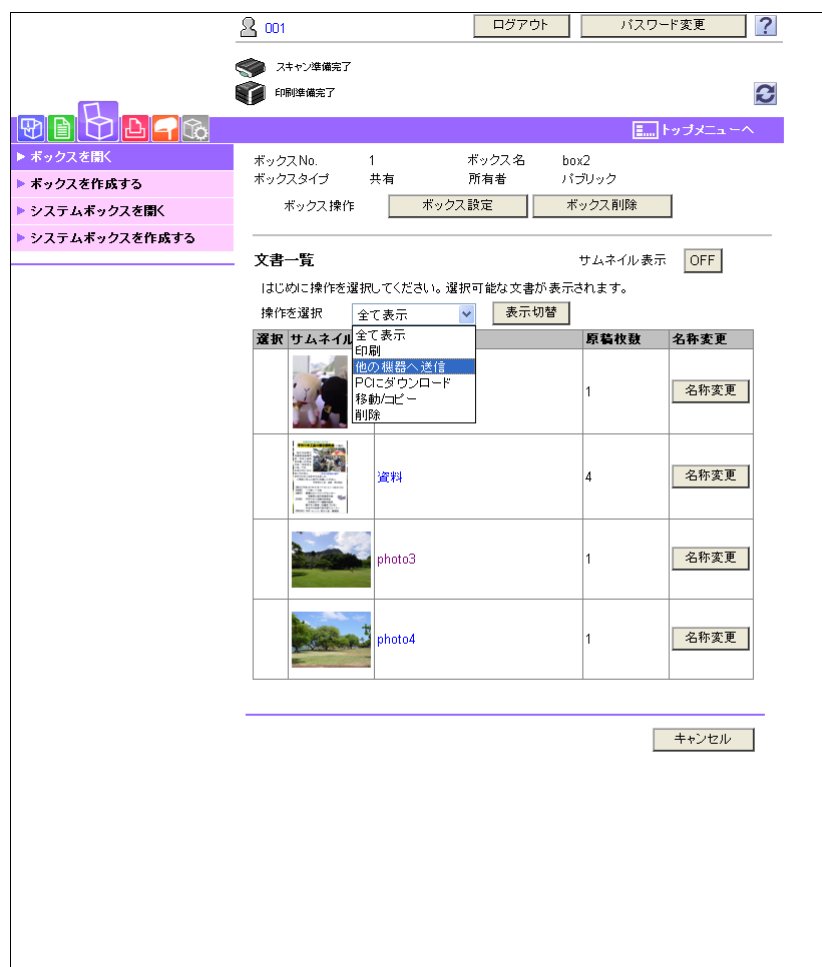 001 ログアウト パスワード変更 ?
スキャン準備完了
印刷準備完了
トップメニューへ
ボックスを開く
ボックスを作成する
システムボックスを開く
システムボックスを作成する
ボックスNo. 1 ボックス名 box2
ボックスタイプ 共有 所有者 パブリック
ボックス操作 ボックス設定 ボックス削除
文書一覧 サムネイル表示 OFF
はじめに操作を選択してください。選択可能な文書が表示されます。
操作を選択 全て表示 表示切替
選択 サムネイル 原稿枚数 名称変更
全て表示
印刷
他の機器へ送信
PCにダウンロード
移動/コピー
削除
1 名称変更
資料 4 名称変更
photo3 1 名称変更
photo4 1 名称変更
キャンセル